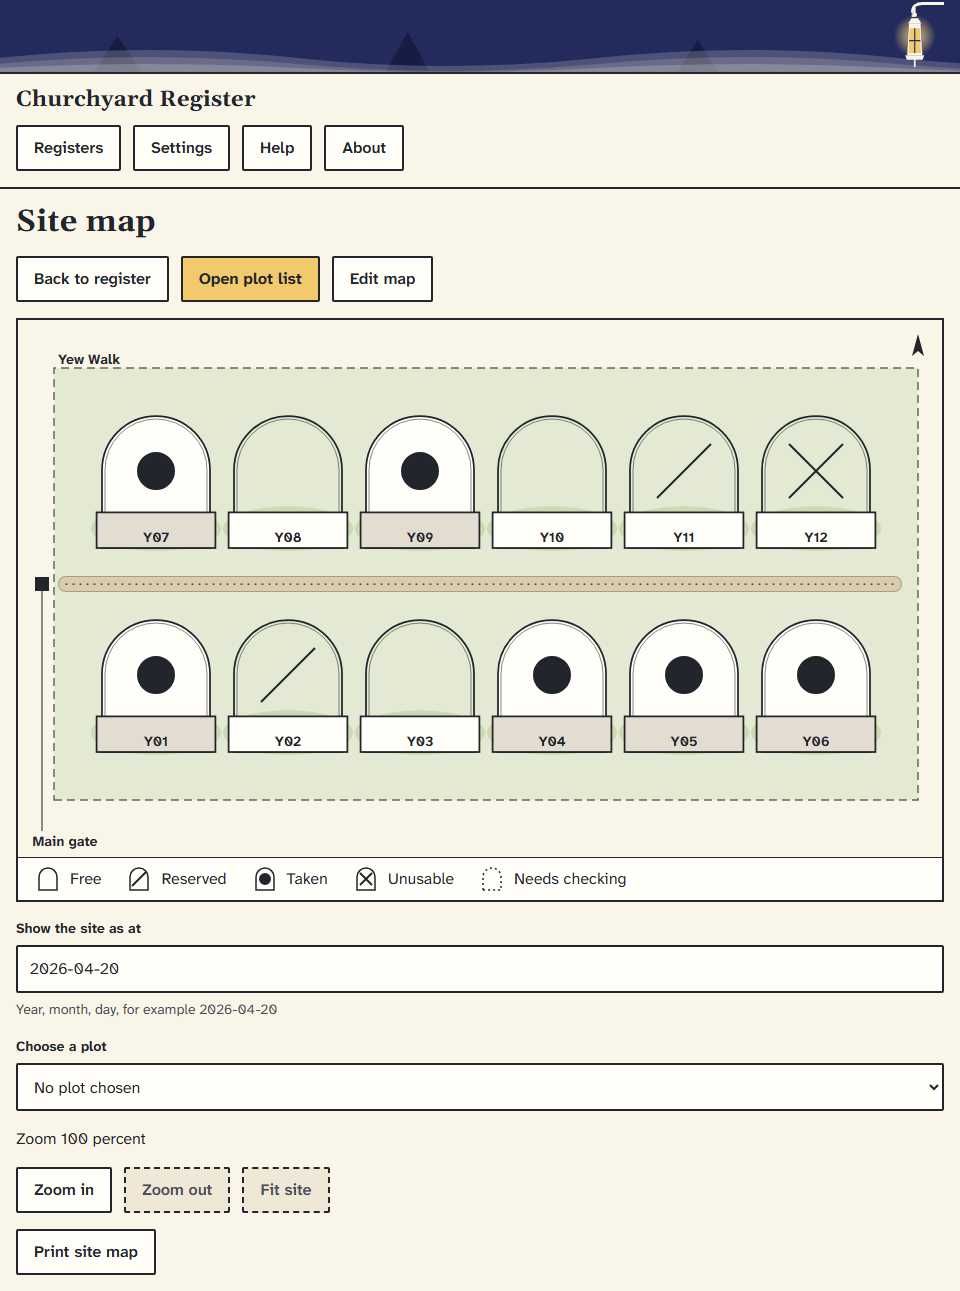 Churchyard Register
Registers Settings Help About
Site map
Back to register Open plot list Edit map
Yew Walk
Y07 Y08 Y09 Y10 Y11 Y12
Y01 Y02 Y03 Y04 Y05 Y06
Main gate
Free Reserved Taken Unusable Needs checking
Show the site as at
2026-04-20
Year, month, day, for example 2026-04-20
Choose a plot
No plot chosen
Zoom 100 percent
Zoom in Zoom out Fit site
Print site map